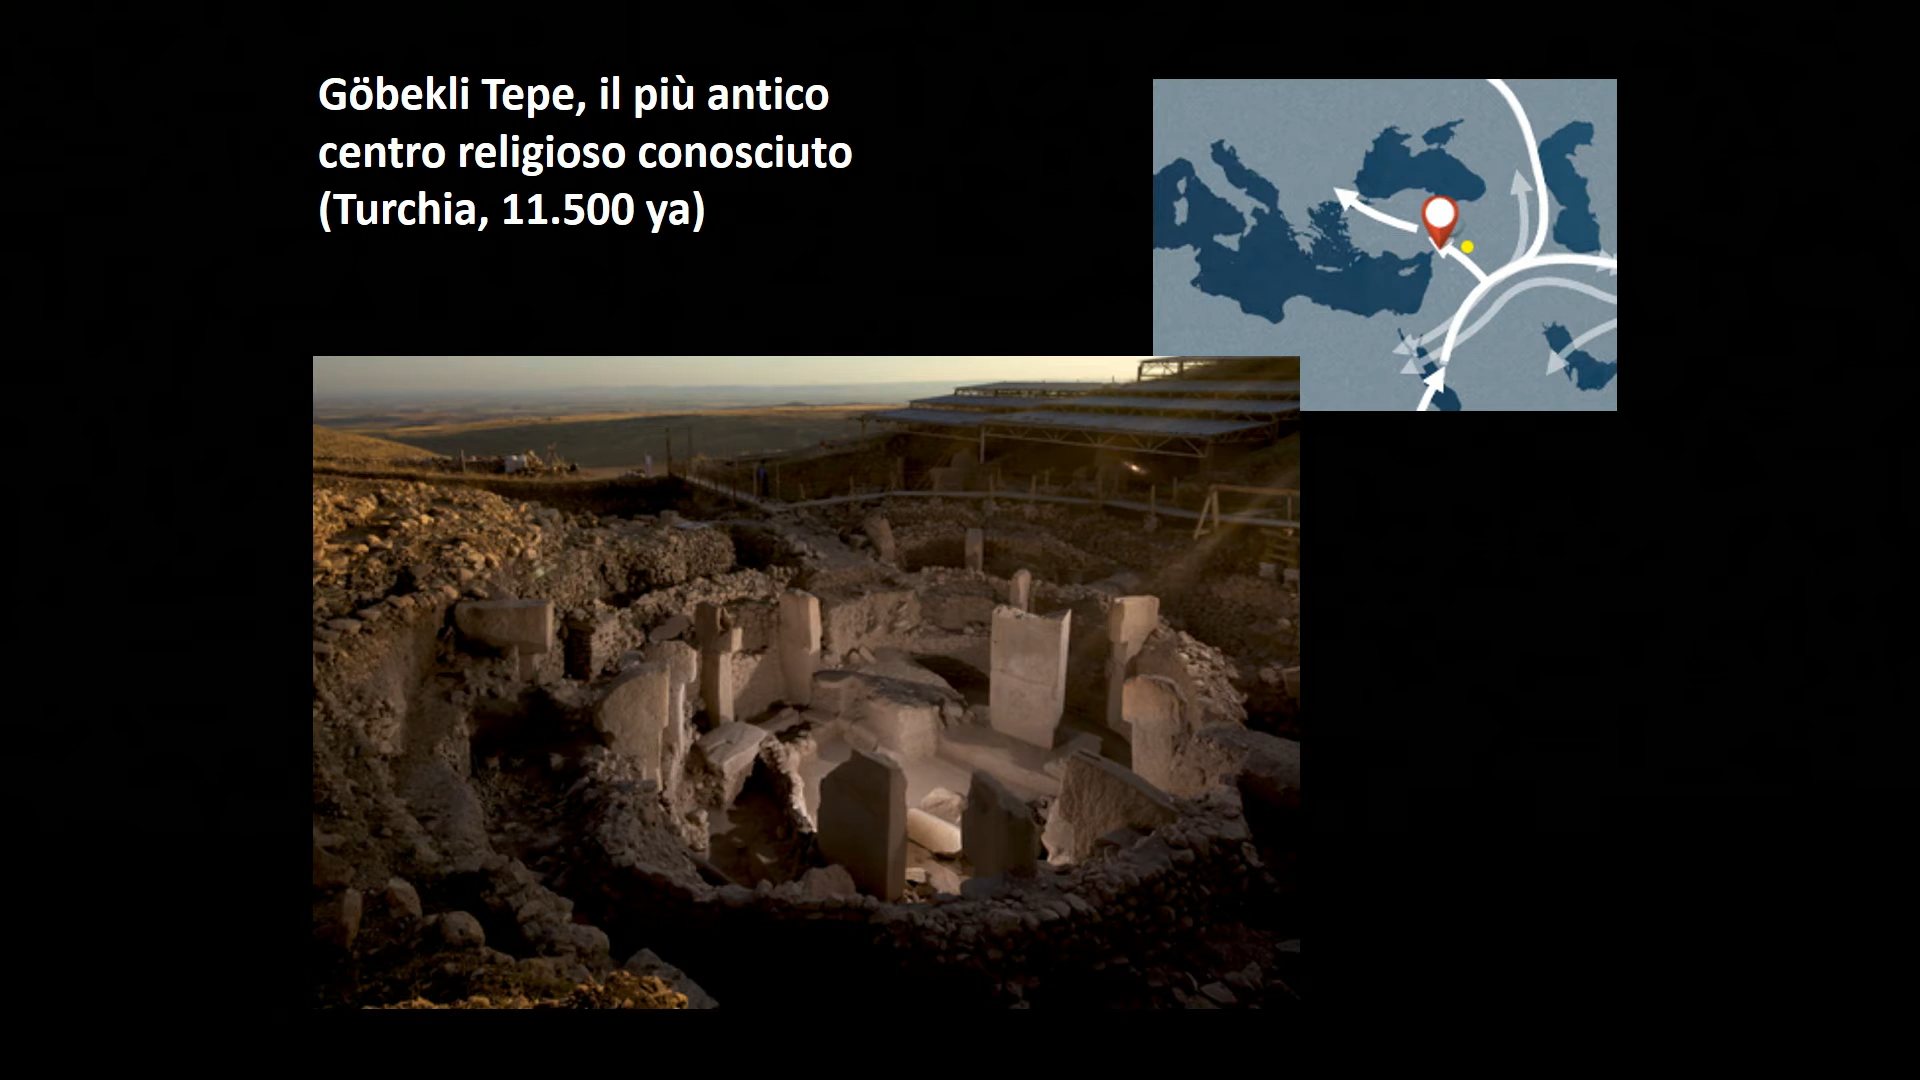 Göbekli Tepe, il più antico
centro religioso conosciuto
(Turchia, 11.500 ya)